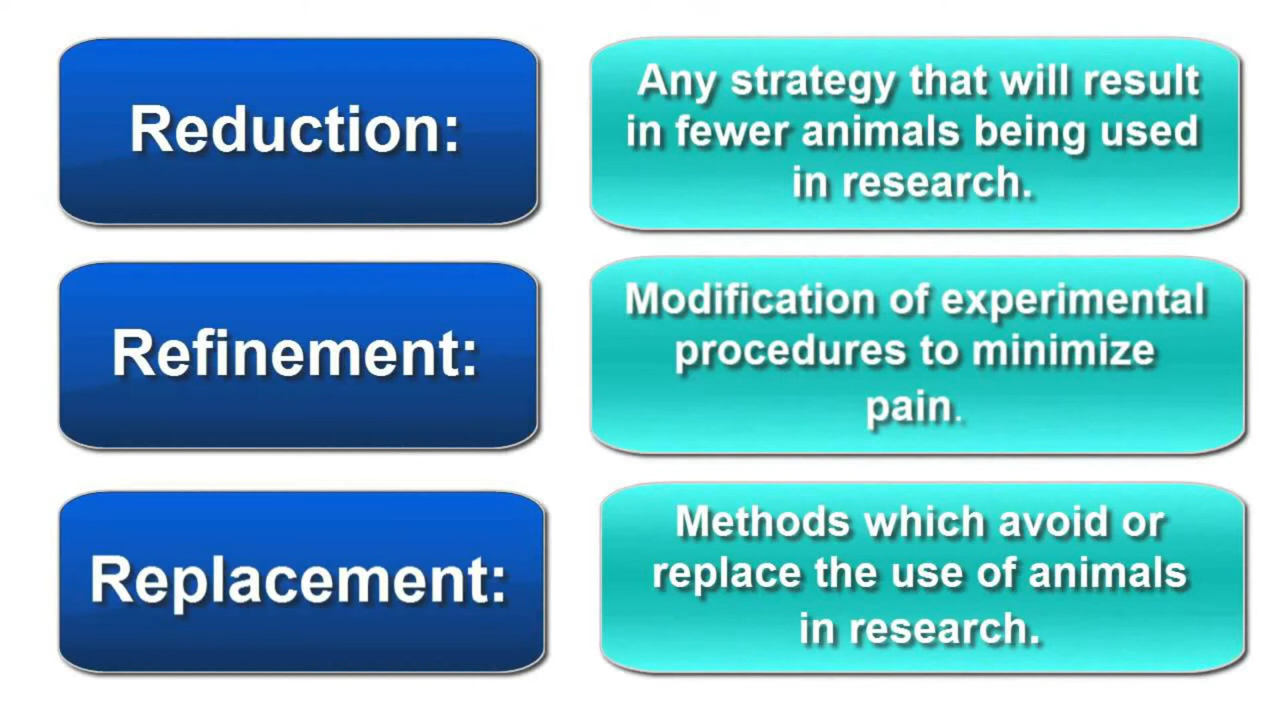 Reduction:
Any strategy that will result
in fewer animals being used
in research.
Refinement:
Modification of experimental
procedures to minimize
pain.
Replacement:
Methods which avoid or
replace the use of animals
in research.